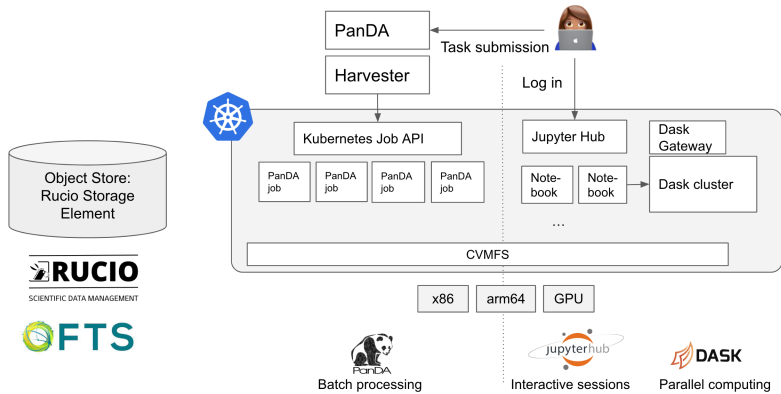 PanDA
Task submission
Harvester
Log in
Kubernetes Job API
Jupyter Hub
Dask
Gateway
PanDA
job
PanDA
job
PanDA
job
PanDA
job
Note-
book
Note-
book
Dask cluster
...
CVMFS
Object Store:
Rucio Storage
Element
RUCIO
SCIENTIFIC DATA MANAGEMENT
FTS
x86
arm64
GPU
PanDA
Batch processing
jupyterhub
Interactive sessions
DASK
Parallel computing